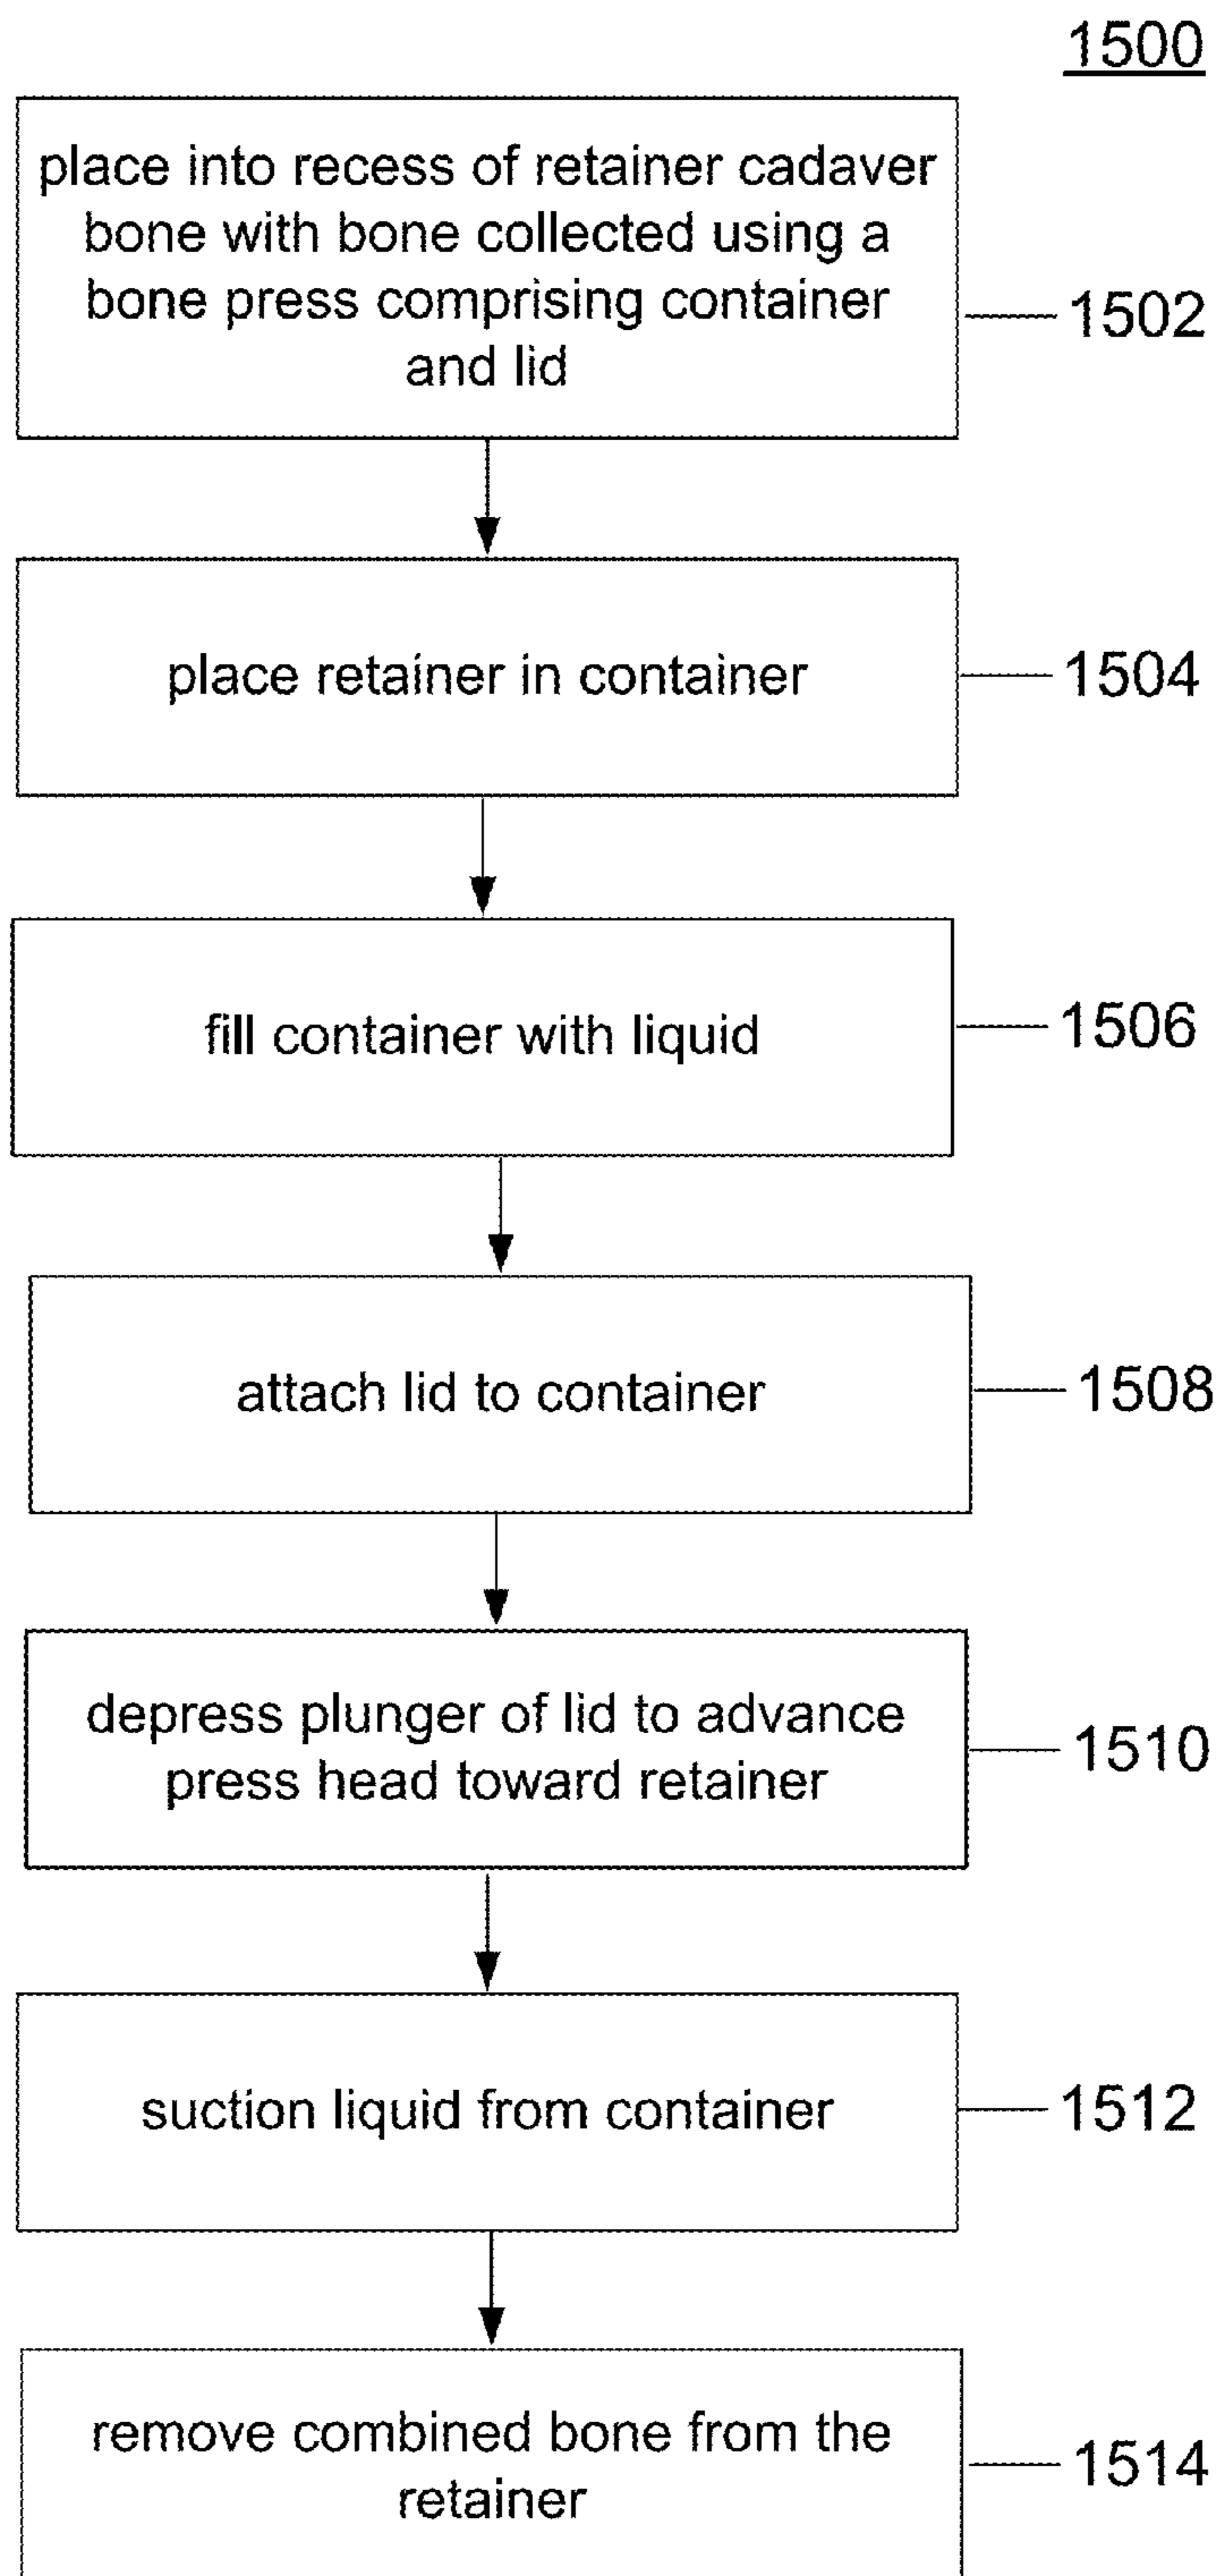 1500
place into recess of retainer cadaver
bone with bone collected using a
bone press comprising container
and lid
1502
place retainer in container
1504
fill container with liquid
1506
attach lid to container
1508
depress plunger of lid to advance
press head toward retainer
1510
suction liquid from container
1512
remove combined bone from the
retainer
1514